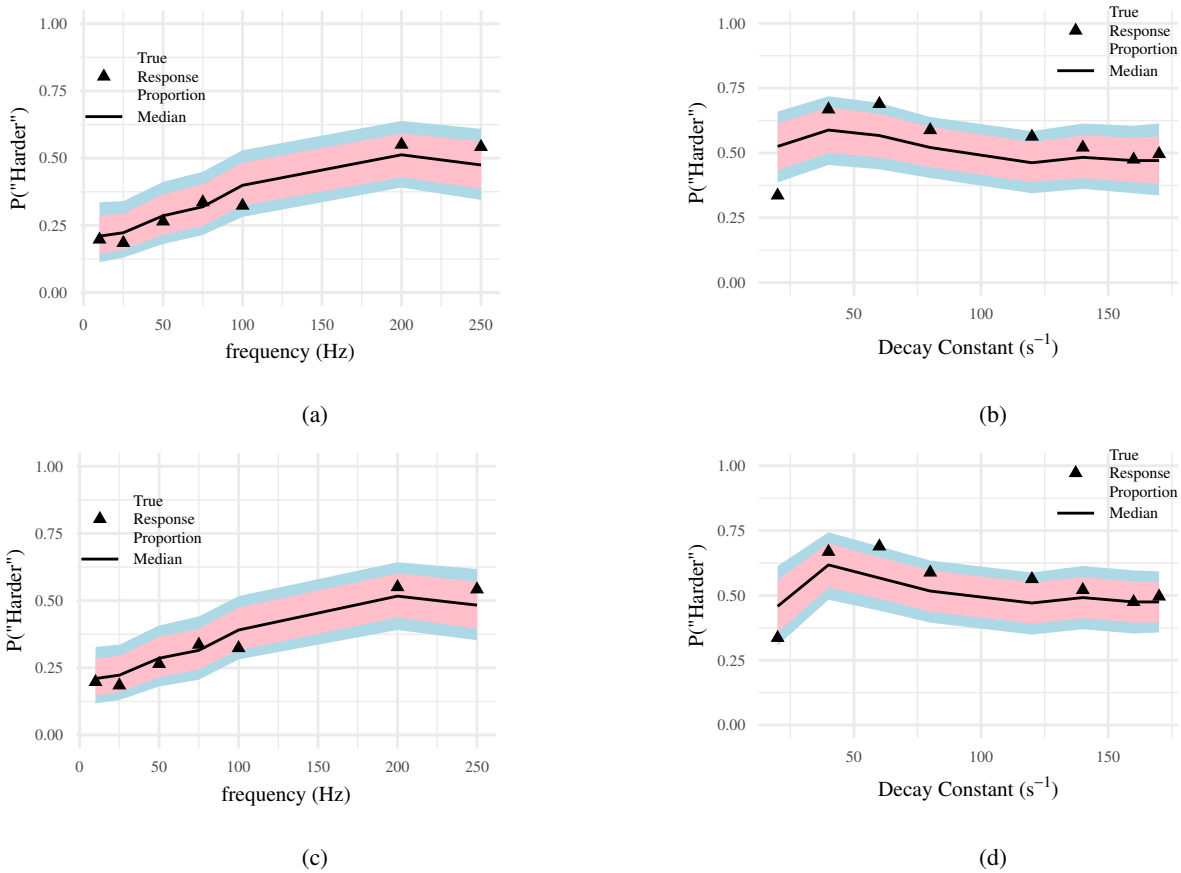 1.00
0.75
0.50
0.25
0.00
P("Harder")
True
Response
Proportion
Median
0
50
100
150
200
250
frequency (Hz)
(a)
1.00
0.75
0.50
0.25
0.00
P("Harder")
True
Response
Proportion
Median
50
100
150
Decay Constant (s⁻¹)
(b)
1.00
0.75
0.50
0.25
0.00
P("Harder")
True
Response
Proportion
Median
0
50
100
150
200
250
frequency (Hz)
(c)
1.00
0.75
0.50
0.25
0.00
P("Harder")
True
Response
Proportion
Median
50
100
150
Decay Constant (s⁻¹)
(d)